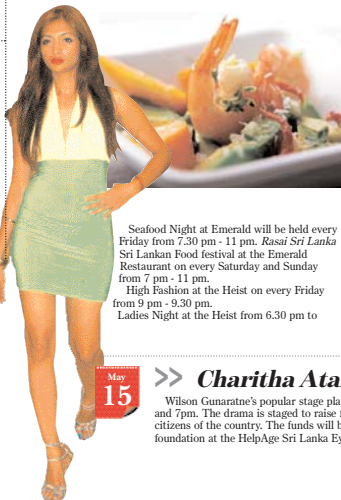 Seafood Night at Emerald will be held every
Friday from 7.30 pm - 11 pm. Rasai Sri Lanka
Sri Lankan Food festival at the Emerald
Restaurant on every Saturday and Sunday
from 7 pm - 11 pm.
High Fashion at the Heist on every Friday
from 9 pm - 9.30 pm.
Ladies Night at the Heist from 6.30 pm to
May
15
>> Charitha Ata
Wilson Gunaratne's popular stage pla
and 7pm. The drama is staged to raise f
citizens of the country. The funds will b
foundation at the HelpAge Sri Lanka Ey